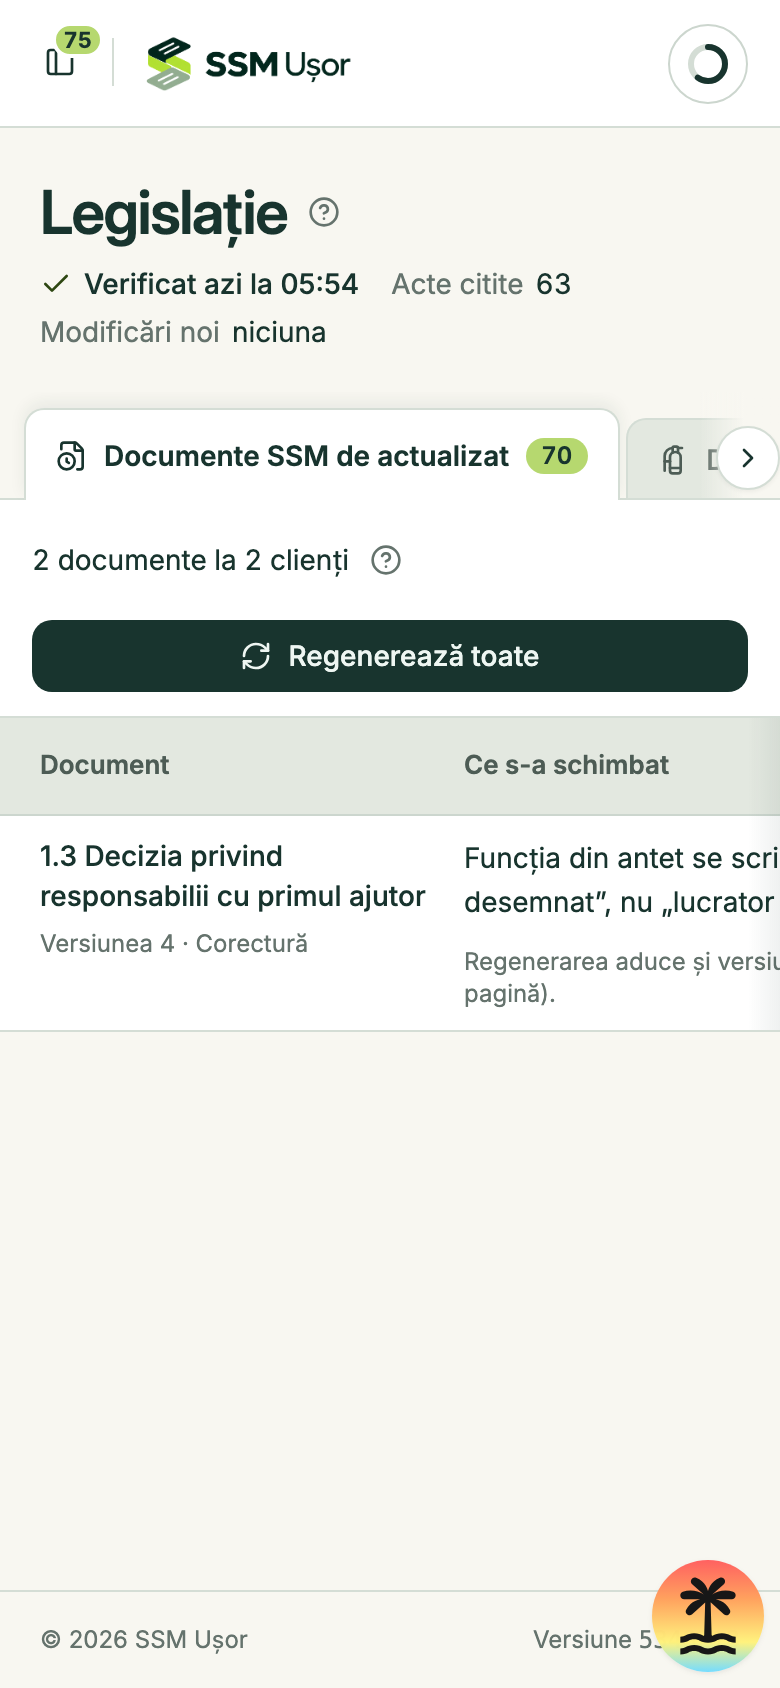 75
SSM Ușor
Legislație
Verificat azi la 05:54 Acte citite 63
Modificări noi niciuna
Documente SSM de actualizat 70
2 documente la 2 clienți
Regenerează toate
Document Ce s-a schimbat
1.3 Decizia privind
responsabilii cu primul ajutor
Versiunea 4 · Corectură
Funcția din antet se scri
desemnat”, nu „lucrator
Regenerarea aduce și versiu
pagină).
© 2026 SSM Ușor Versiune